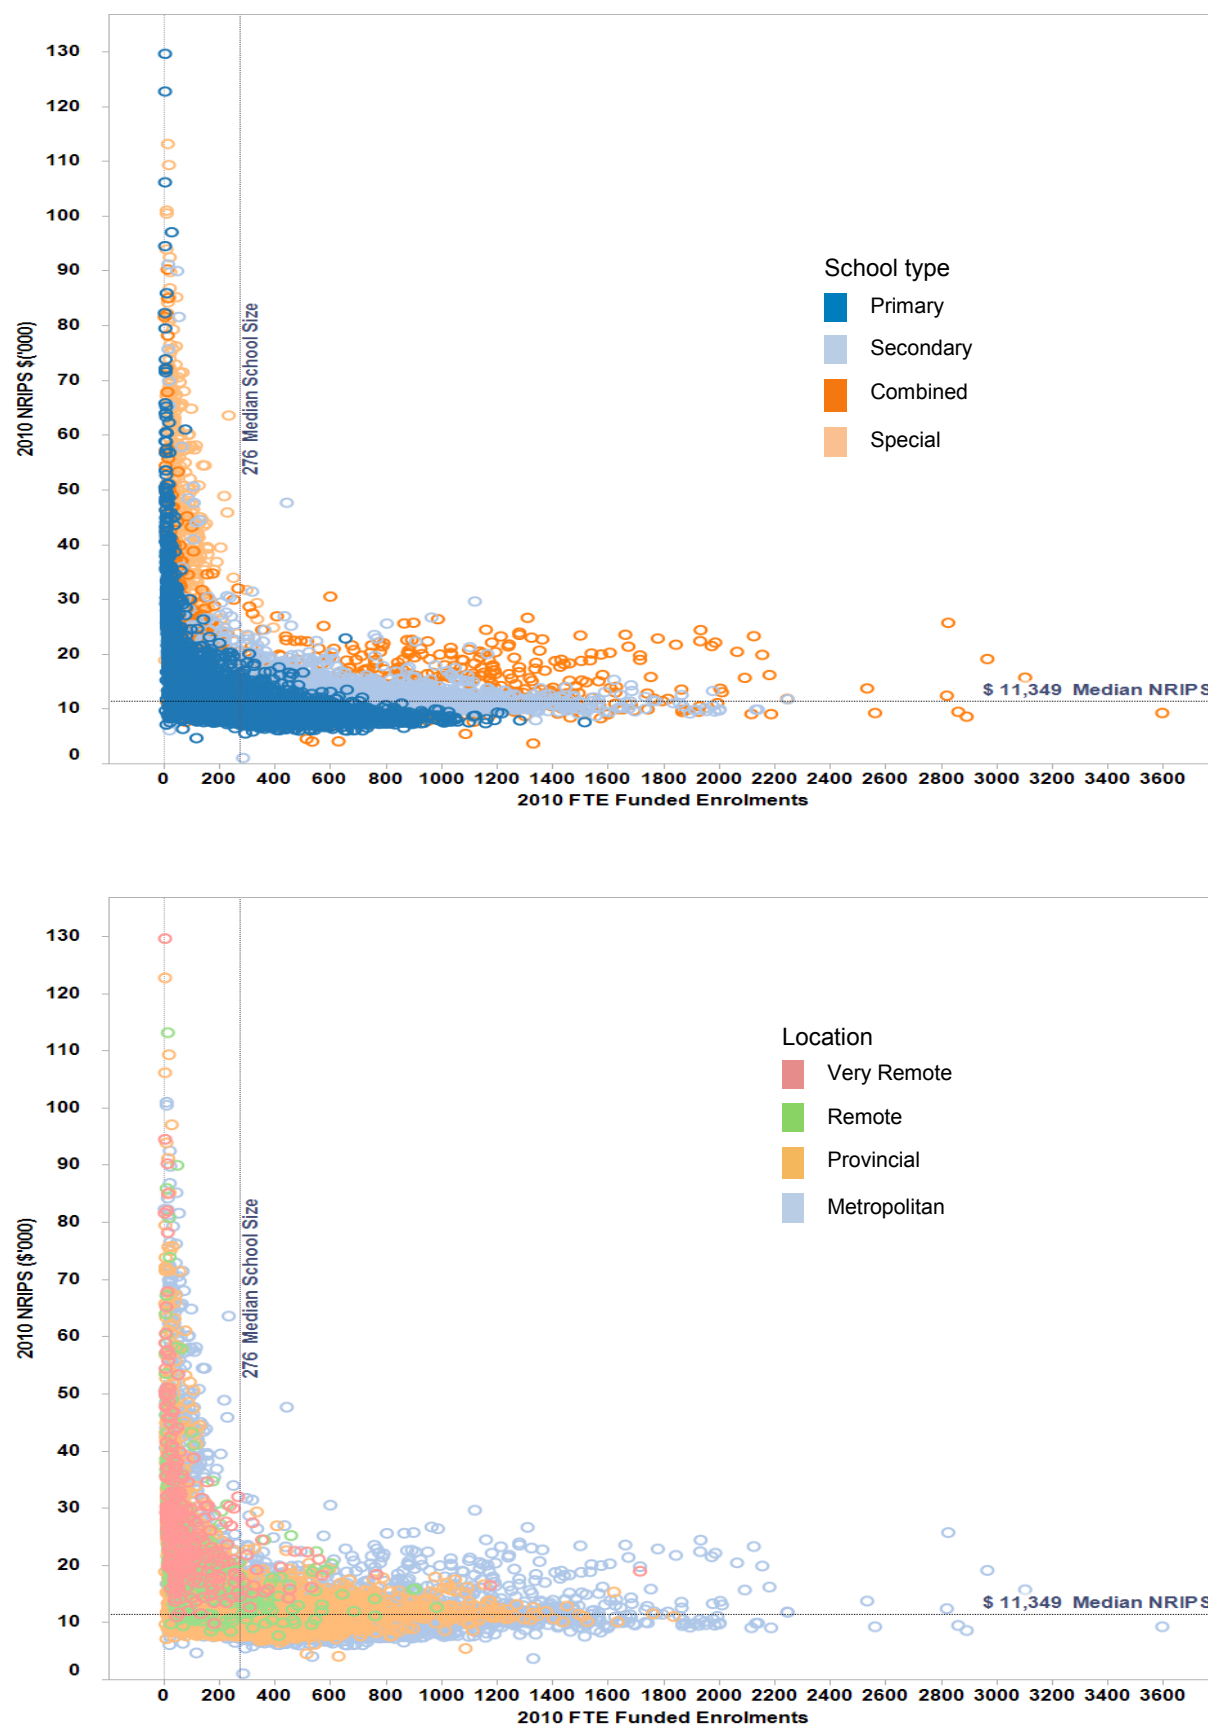 130
120
110
100
90
80
70
60
50
40
30
20
10
0
2010 NRIPS $('000)
276 Median School Size
School type
Primary
Secondary
Combined
Special
$ 11,349 Median NRIPS
0 200 400 600 800 1000 1200 1400 1600 1800 2000 2200 2400 2600 2800 3000 3200 3400 3600
2010 FTE Funded Enrolments
130
120
110
100
90
80
70
60
50
40
30
20
10
0
2010 NRIPS ($'000)
276 Median School Size
Location
Very Remote
Remote
Provincial
Metropolitan
$ 11,349 Median NRIPS
0 200 400 600 800 1000 1200 1400 1600 1800 2000 2200 2400 2600 2800 3000 3200 3400 3600
2010 FTE Funded Enrolments